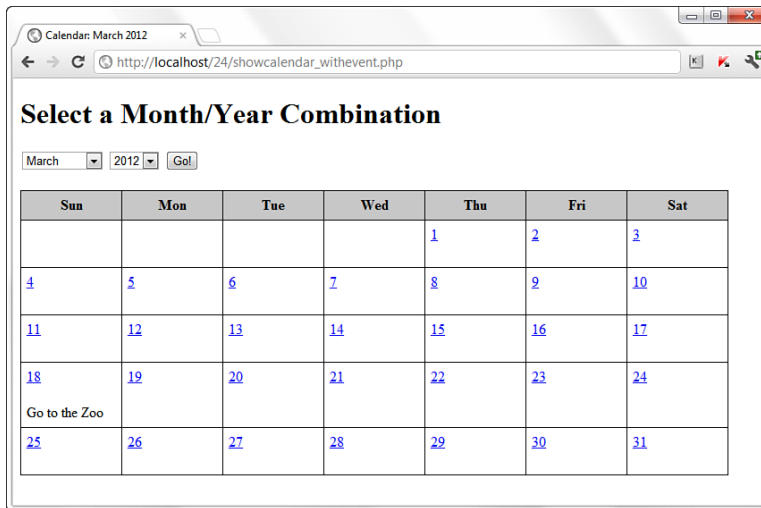 Calendar: March 2012
http://localhost/24/showcalendar_withevent.php
Select a Month/Year Combination
March 2012 Go!
Sun Mon Tue Wed Thu Fri Sat
1 2 3
4 5 6 7 8 9 10
11 12 13 14 15 16 17
18 19 20 21 22 23 24
Go to the Zoo
25 26 27 28 29 30 31